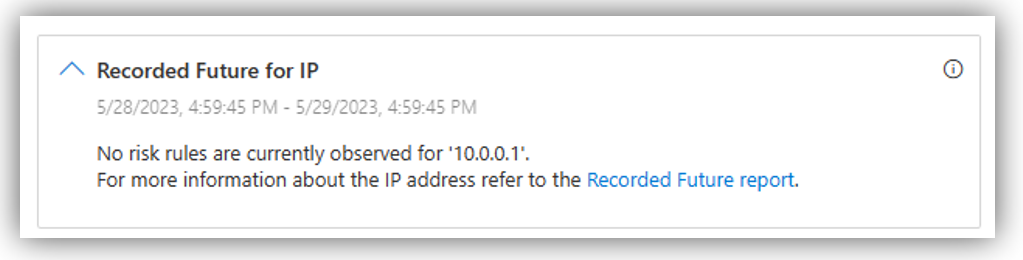 Recorded Future for IP
5/28/2023, 4:59:45 PM - 5/29/2023, 4:59:45 PM
No risk rules are currently observed for '10.0.0.1'.
For more information about the IP address refer to the Recorded Future report.